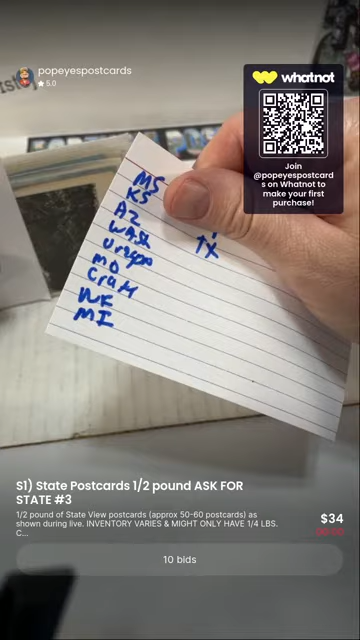 popeyespostcards
★ 5.0
whatnot
Join
@popeyespostcard
s on Whatnot to
make your first
purchase!
MS
KS
AZ
WASH
Oregon
MO
TX
MI
S1) State Postcards 1/2 pound ASK FOR
STATE #3
1/2 pound of State View postcards (approx 50-60 postcards) as
shown during live. INVENTORY VARIES & MIGHT ONLY HAVE 1/4 LBS.
C...
$34
10 bids